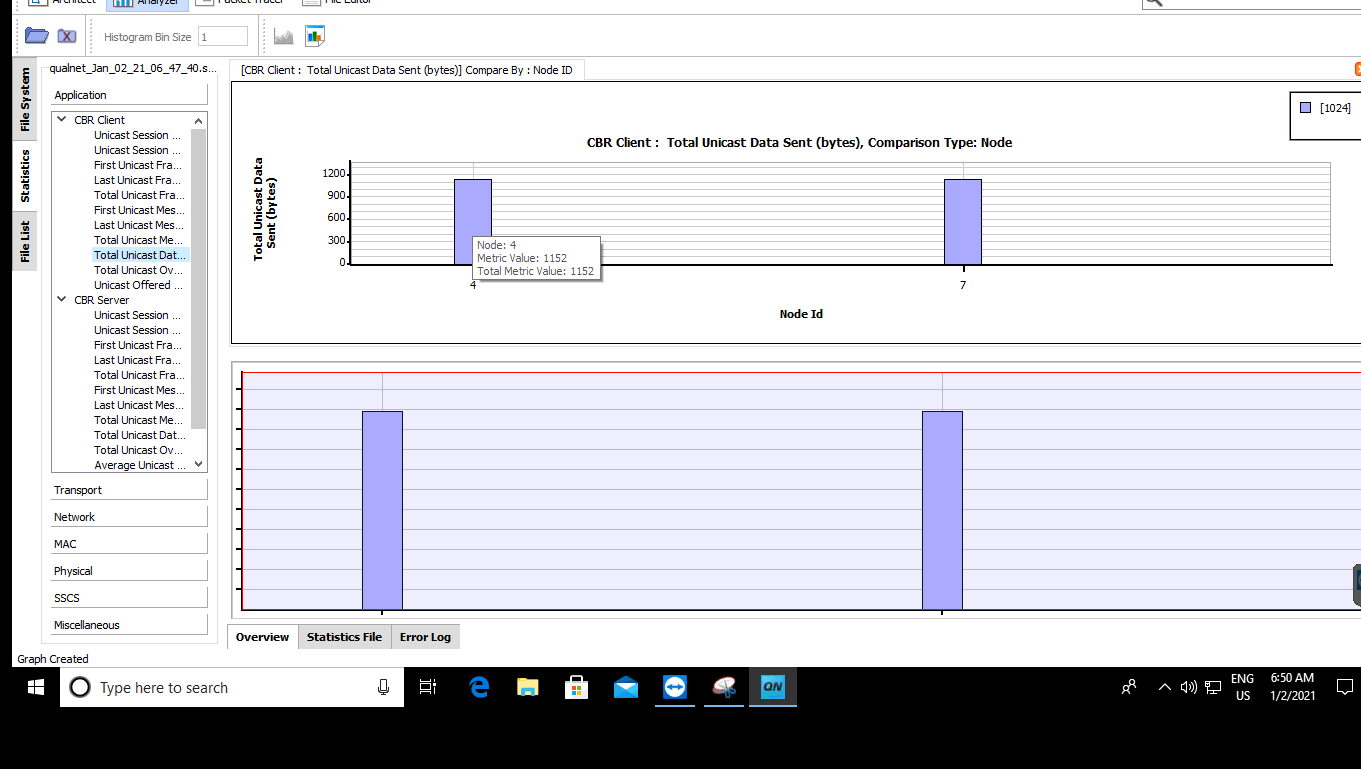 Architect Analyzer Packet Tracer File Editor
Histogram Bin Size 1
File System
Statistics
File List
qualnet_Jan_02_21_06_47_40.s...
Application
CBR Client
Unicast Session ...
Unicast Session ...
First Unicast Fra...
Last Unicast Fra...
Total Unicast Fra...
First Unicast Mes...
Last Unicast Mes...
Total Unicast Me...
Total Unicast Dat...
Total Unicast Ov...
Unicast Offered ...
CBR Server
Unicast Session ...
Unicast Session ...
First Unicast Fra...
Last Unicast Fra...
Total Unicast Fra...
First Unicast Mes...
Last Unicast Mes...
Total Unicast Me...
Total Unicast Dat...
Total Unicast Ov...
Average Unicast ...
Transport
Network
MAC
Physical
SSCS
Miscellaneous
[CBR Client : Total Unicast Data Sent (bytes)] Compare By : Node ID
[1024]
CBR Client : Total Unicast Data Sent (bytes), Comparison Type: Node
Total Unicast Data
Sent (bytes)
1200
900
600
300
0
Node: 4
Metric Value: 1152
Total Metric Value: 1152
4 7
Node Id
Overview Statistics File Error Log
Graph Created
Type here to search
QN
ENG
US
6:50 AM
1/2/2021